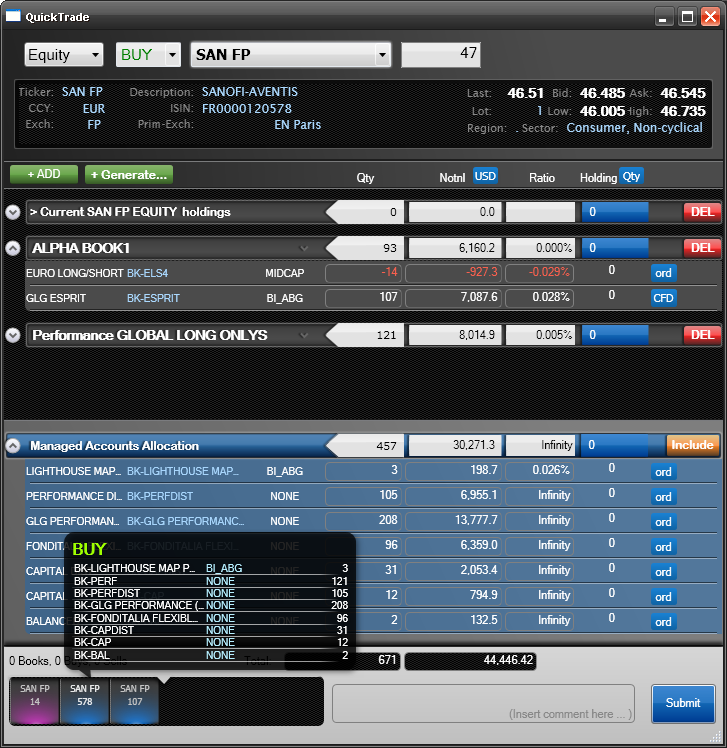 QuickTrade
Equity BUY SAN FP 47
Ticker: SAN FP Description: SANOFI-AVENTIS Last: 46.51 Bid: 46.485 Ask: 46.545
CCY: EUR ISIN: FR0000120578 Lot: 1 Low: 46.005 High: 46.735
Exch: FP Prim-Exch: EN Paris Region: . Sector: Consumer, Non-cyclical
+ ADD + Generate... Qty Notnl USD Ratio Holding Qty
> Current SAN FP EQUITY holdings 0 0.0 0 DEL
ALPHA BOOK1 93 6,160.2 0.000% 0 DEL
EURO LONG/SHORT BK-ELS4 MIDCAP -14 -927.3 -0.029% 0 ord
GLG ESPRIT BK-ESPRIT BI_ABG 107 7,087.6 0.028% 0 CFD
Performance GLOBAL LONG ONLYS 121 8,014.9 0.005% 0 DEL
Managed Accounts Allocation 457 30,271.3 Infinity 0 Include
LIGHTHOUSE MAP... BK-LIGHTHOUSE MAP... BI_ABG 3 198.7 0.026% 0 ord
PERFORMANCE DI... BK-PERFDIST NONE 105 6,955.1 Infinity 0 ord
GLG PERFORMAN... BK-GLG PERFORMANC... NONE 208 13,777.7 Infinity 0 ord
FONDITALIA FLEXI... BK-FONDITALIA FLEXI... NONE 96 6,359.0 Infinity 0 ord
CAPITAL 31 2,053.4 Infinity 0 ord
CAPITA 12 794.9 Infinity 0 ord
BALANC 2 132.5 Infinity 0 ord
BUY
BK-LIGHTHOUSE MAP P... BI_ABG 3
BK-PERF NONE 121
BK-PERFDIST NONE 105
BK-GLG PERFORMANCE (... NONE 208
BK-FONDITALIA FLEXIBL... NONE 96
BK-CAPDIST NONE 31
BK-CAP NONE 12
BK-BAL NONE 2
0 Books, 0 Buys, 0 Sells Total 671 44,446.42
SAN FP SAN FP SAN FP
14 578 107
(Insert comment here ... ) Submit